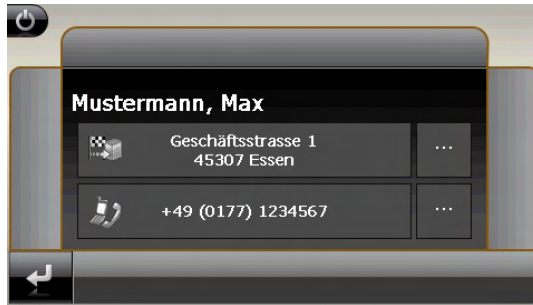 Mustermann, Max
Geschäftsstrasse 1
45307 Essen
...
+49 (0177) 1234567
...